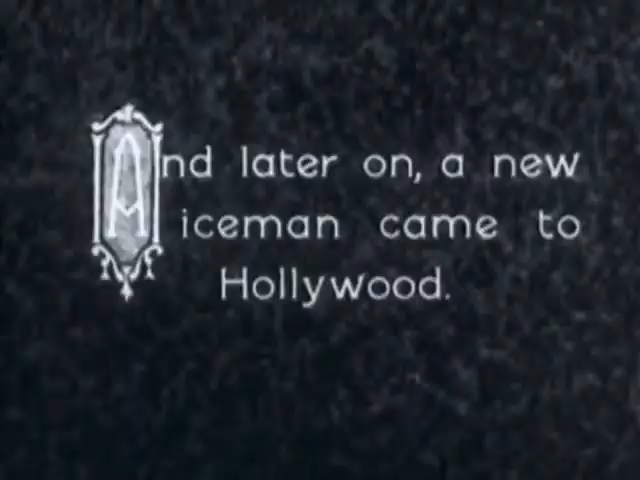 And later on, a new
iceman came to
Hollywood.